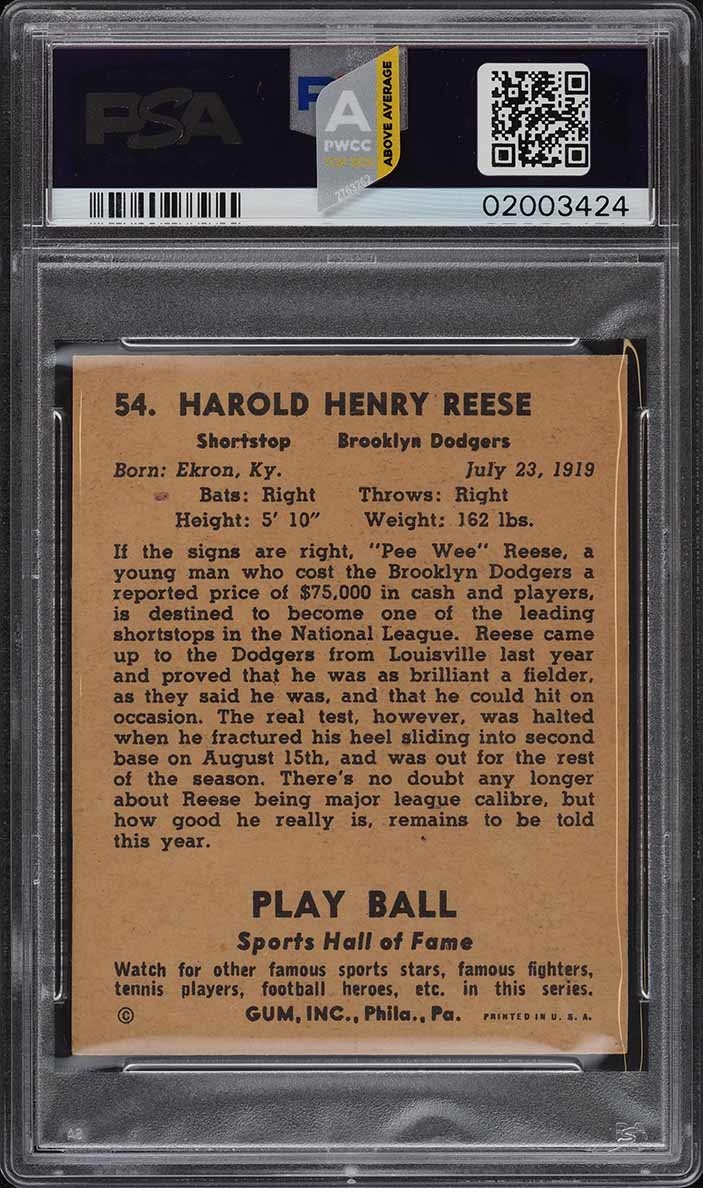 PSA
A
PWCC
ABOVE AVERAGE
2763262
02003424
54. HAROLD HENRY REESE
Shortstop Brooklyn Dodgers
Born: Ekron, Ky. July 23, 1919
Bats: Right Throws: Right
Height: 5' 10" Weight: 162 lbs.
If the signs are right, "Pee Wee" Reese, a
young man who cost the Brooklyn Dodgers a
reported price of $75,000 in cash and players,
is destined to become one of the leading
shortstops in the National League. Reese came
up to the Dodgers from Louisville last year
and proved that he was as brilliant a fielder,
as they said he was, and that he could hit on
occasion. The real test, however, was halted
when he fractured his heel sliding into second
base on August 15th, and was out for the rest
of the season. There's no doubt any longer
about Reese being major league calibre, but
how good he really is, remains to be told
this year.
PLAY BALL
Sports Hall of Fame
Watch for other famous sports stars, famous fighters,
tennis players, football heroes, etc. in this series.
© GUM, INC., Phila., Pa. PRINTED IN U. S. A.